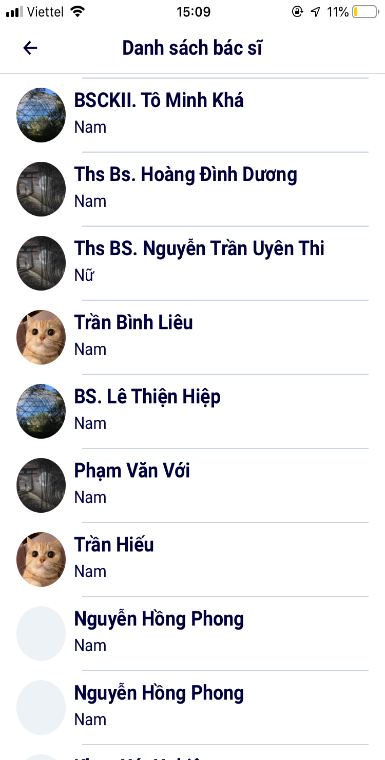 Viettel 15:09 11%
Danh sách bác sĩ
BSCKII. Tô Minh Khá
Nam
Ths Bs. Hoàng Đình Dương
Nam
Ths BS. Nguyễn Trần Uyên Thi
Nữ
Trần Bình Liêu
Nam
BS. Lê Thiện Hiệp
Nam
Phạm Văn Với
Nam
Trần Hiếu
Nam
Nguyễn Hồng Phong
Nam
Nguyễn Hồng Phong
Nam